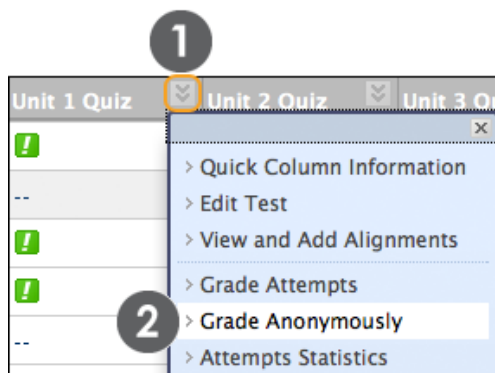 1
Unit 1 Quiz Unit 2 Quiz Unit 3
--
> Quick Column Information
> Edit Test
> View and Add Alignments
> Grade Attempts
2 > Grade Anonymously
-- > Attempts Statistics